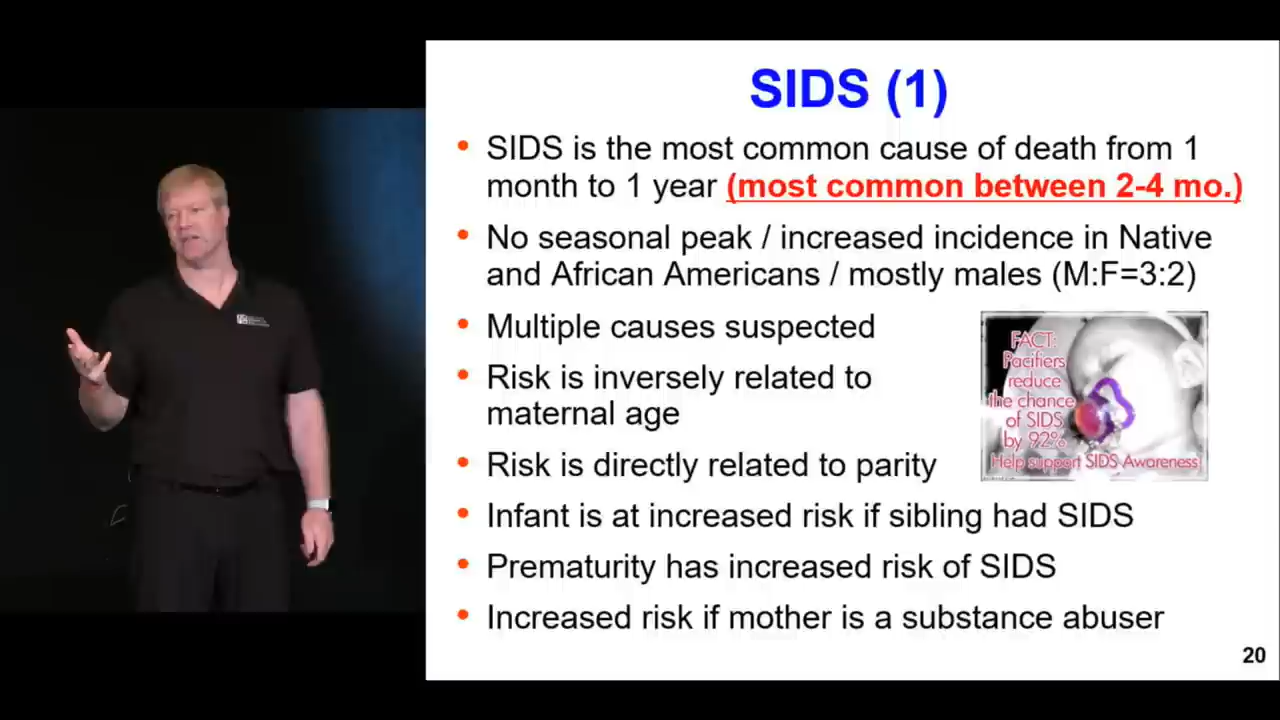 SIDS (1)
• SIDS is the most common cause of death from 1
month to 1 year (most common between 2-4 mo.)
• No seasonal peak / increased incidence in Native
and African Americans / mostly males (M:F=3:2)
• Multiple causes suspected
• Risk is inversely related to
maternal age
• Risk is directly related to parity
FACT:
Pacifiers
reduce
the chance
of SIDS
by 92%
Help support SIDS Awareness!
• Infant is at increased risk if sibling had SIDS
• Prematurity has increased risk of SIDS
• Increased risk if mother is a substance abuser
20